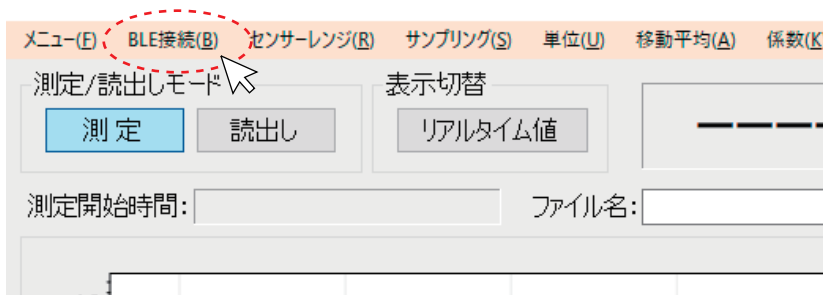 メニュー(F) BLE接続(B) センサーレンジ(R) サンプリング(S) 単位(U) 移動平均(A) 係数(K
測定/読出しモード 表示切替
測 定 読出し リアルタイム値 ----
測定開始時間: ファイル名: